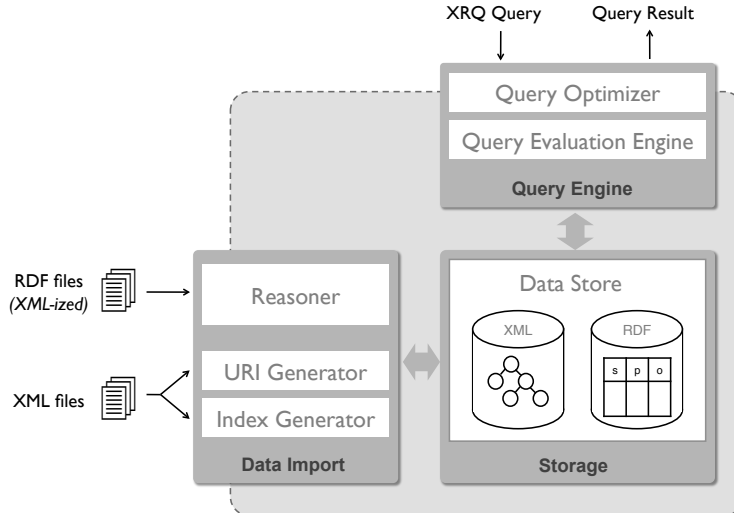 XRQ Query
Query Result
Query Optimizer
Query Evaluation Engine
Query Engine
RDF files
(XML-ized)
Reasoner
XML files
URI Generator
Index Generator
Data Import
Data Store
XML
RDF
s p o
Storage